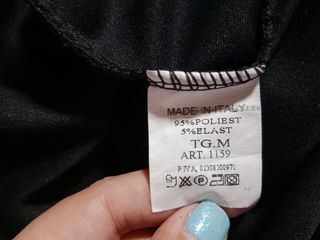 MADE IN ITALY
95%POLIEST
5%ELAST
TG.M
ART. 1159
P.IVA, 01308300971